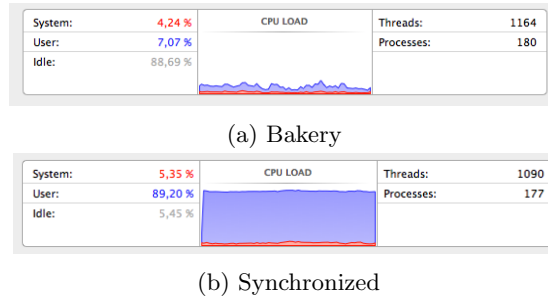 System: 4,24 % CPU LOAD Threads: 1164
User: 7,07 % Processes: 180
Idle: 88,69 %
(a) Bakery
System: 5,35 % CPU LOAD Threads: 1090
User: 89,20 % Processes: 177
Idle: 5,45 %
(b) Synchronized